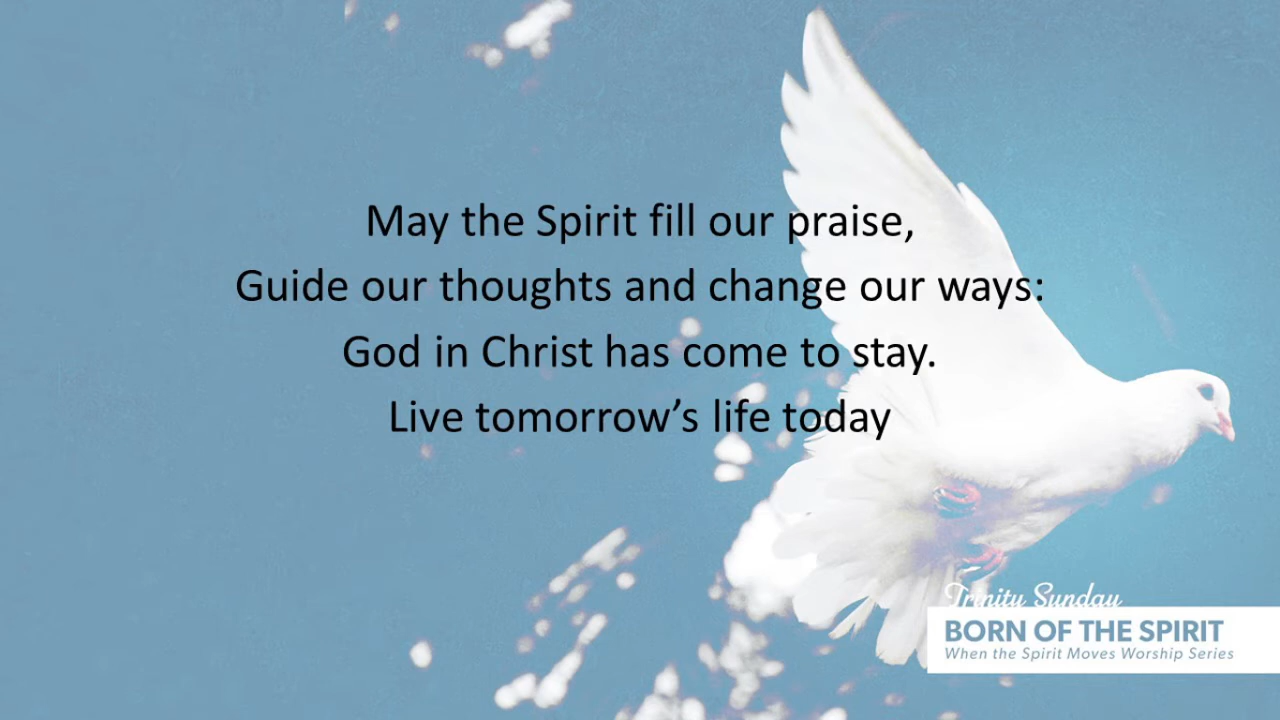 May the Spirit fill our praise,
Guide our thoughts and change our ways:
God in Christ has come to stay.
Live tomorrow’s life today
Trinity Sunday
BORN OF THE SPIRIT
When the Spirit Moves Worship Series